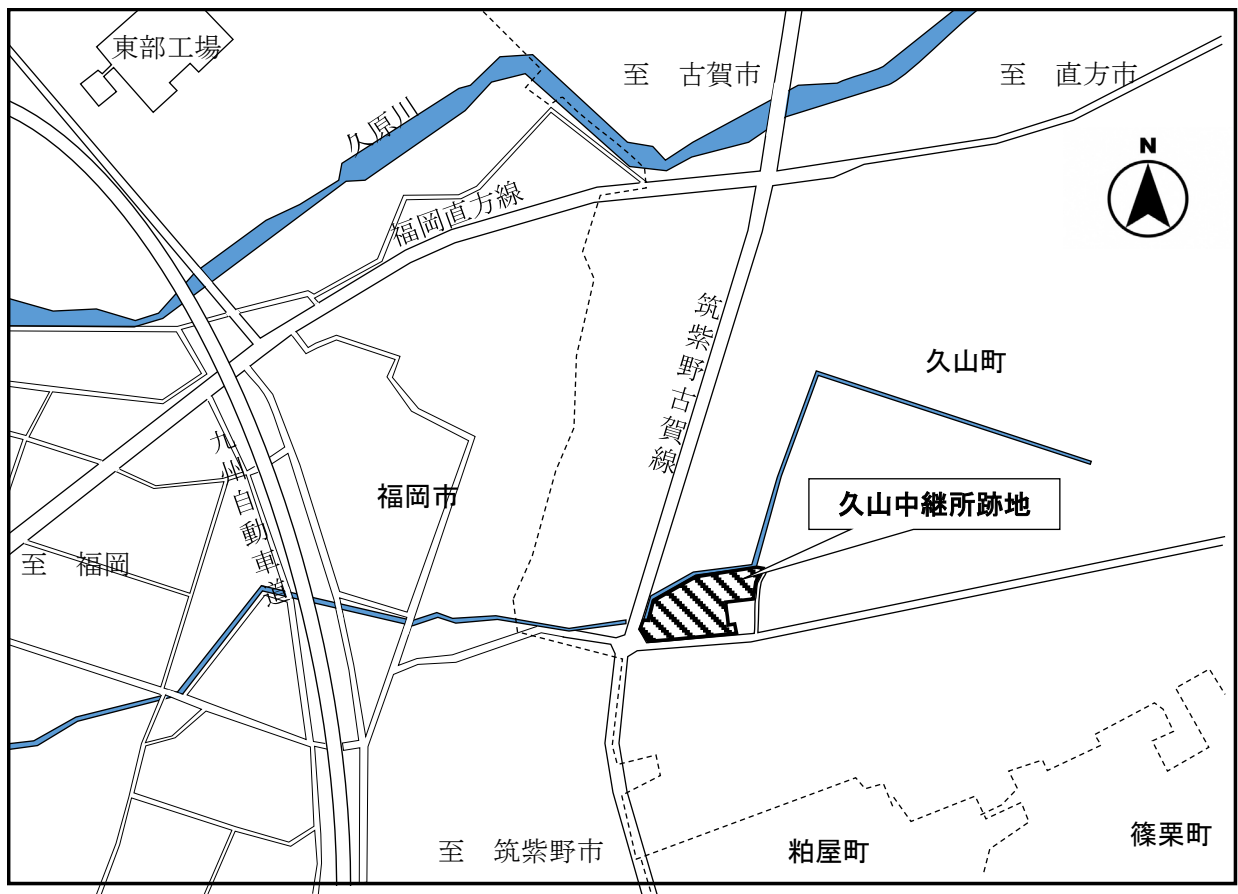 東部工場
至　古賀市
至　直方市
久原川
N
福岡直方線
筑紫野古賀線
久山町
九州自動車道
福岡市
久山中継所跡地
至　福岡
至　筑紫野市
粕屋町
篠栗町